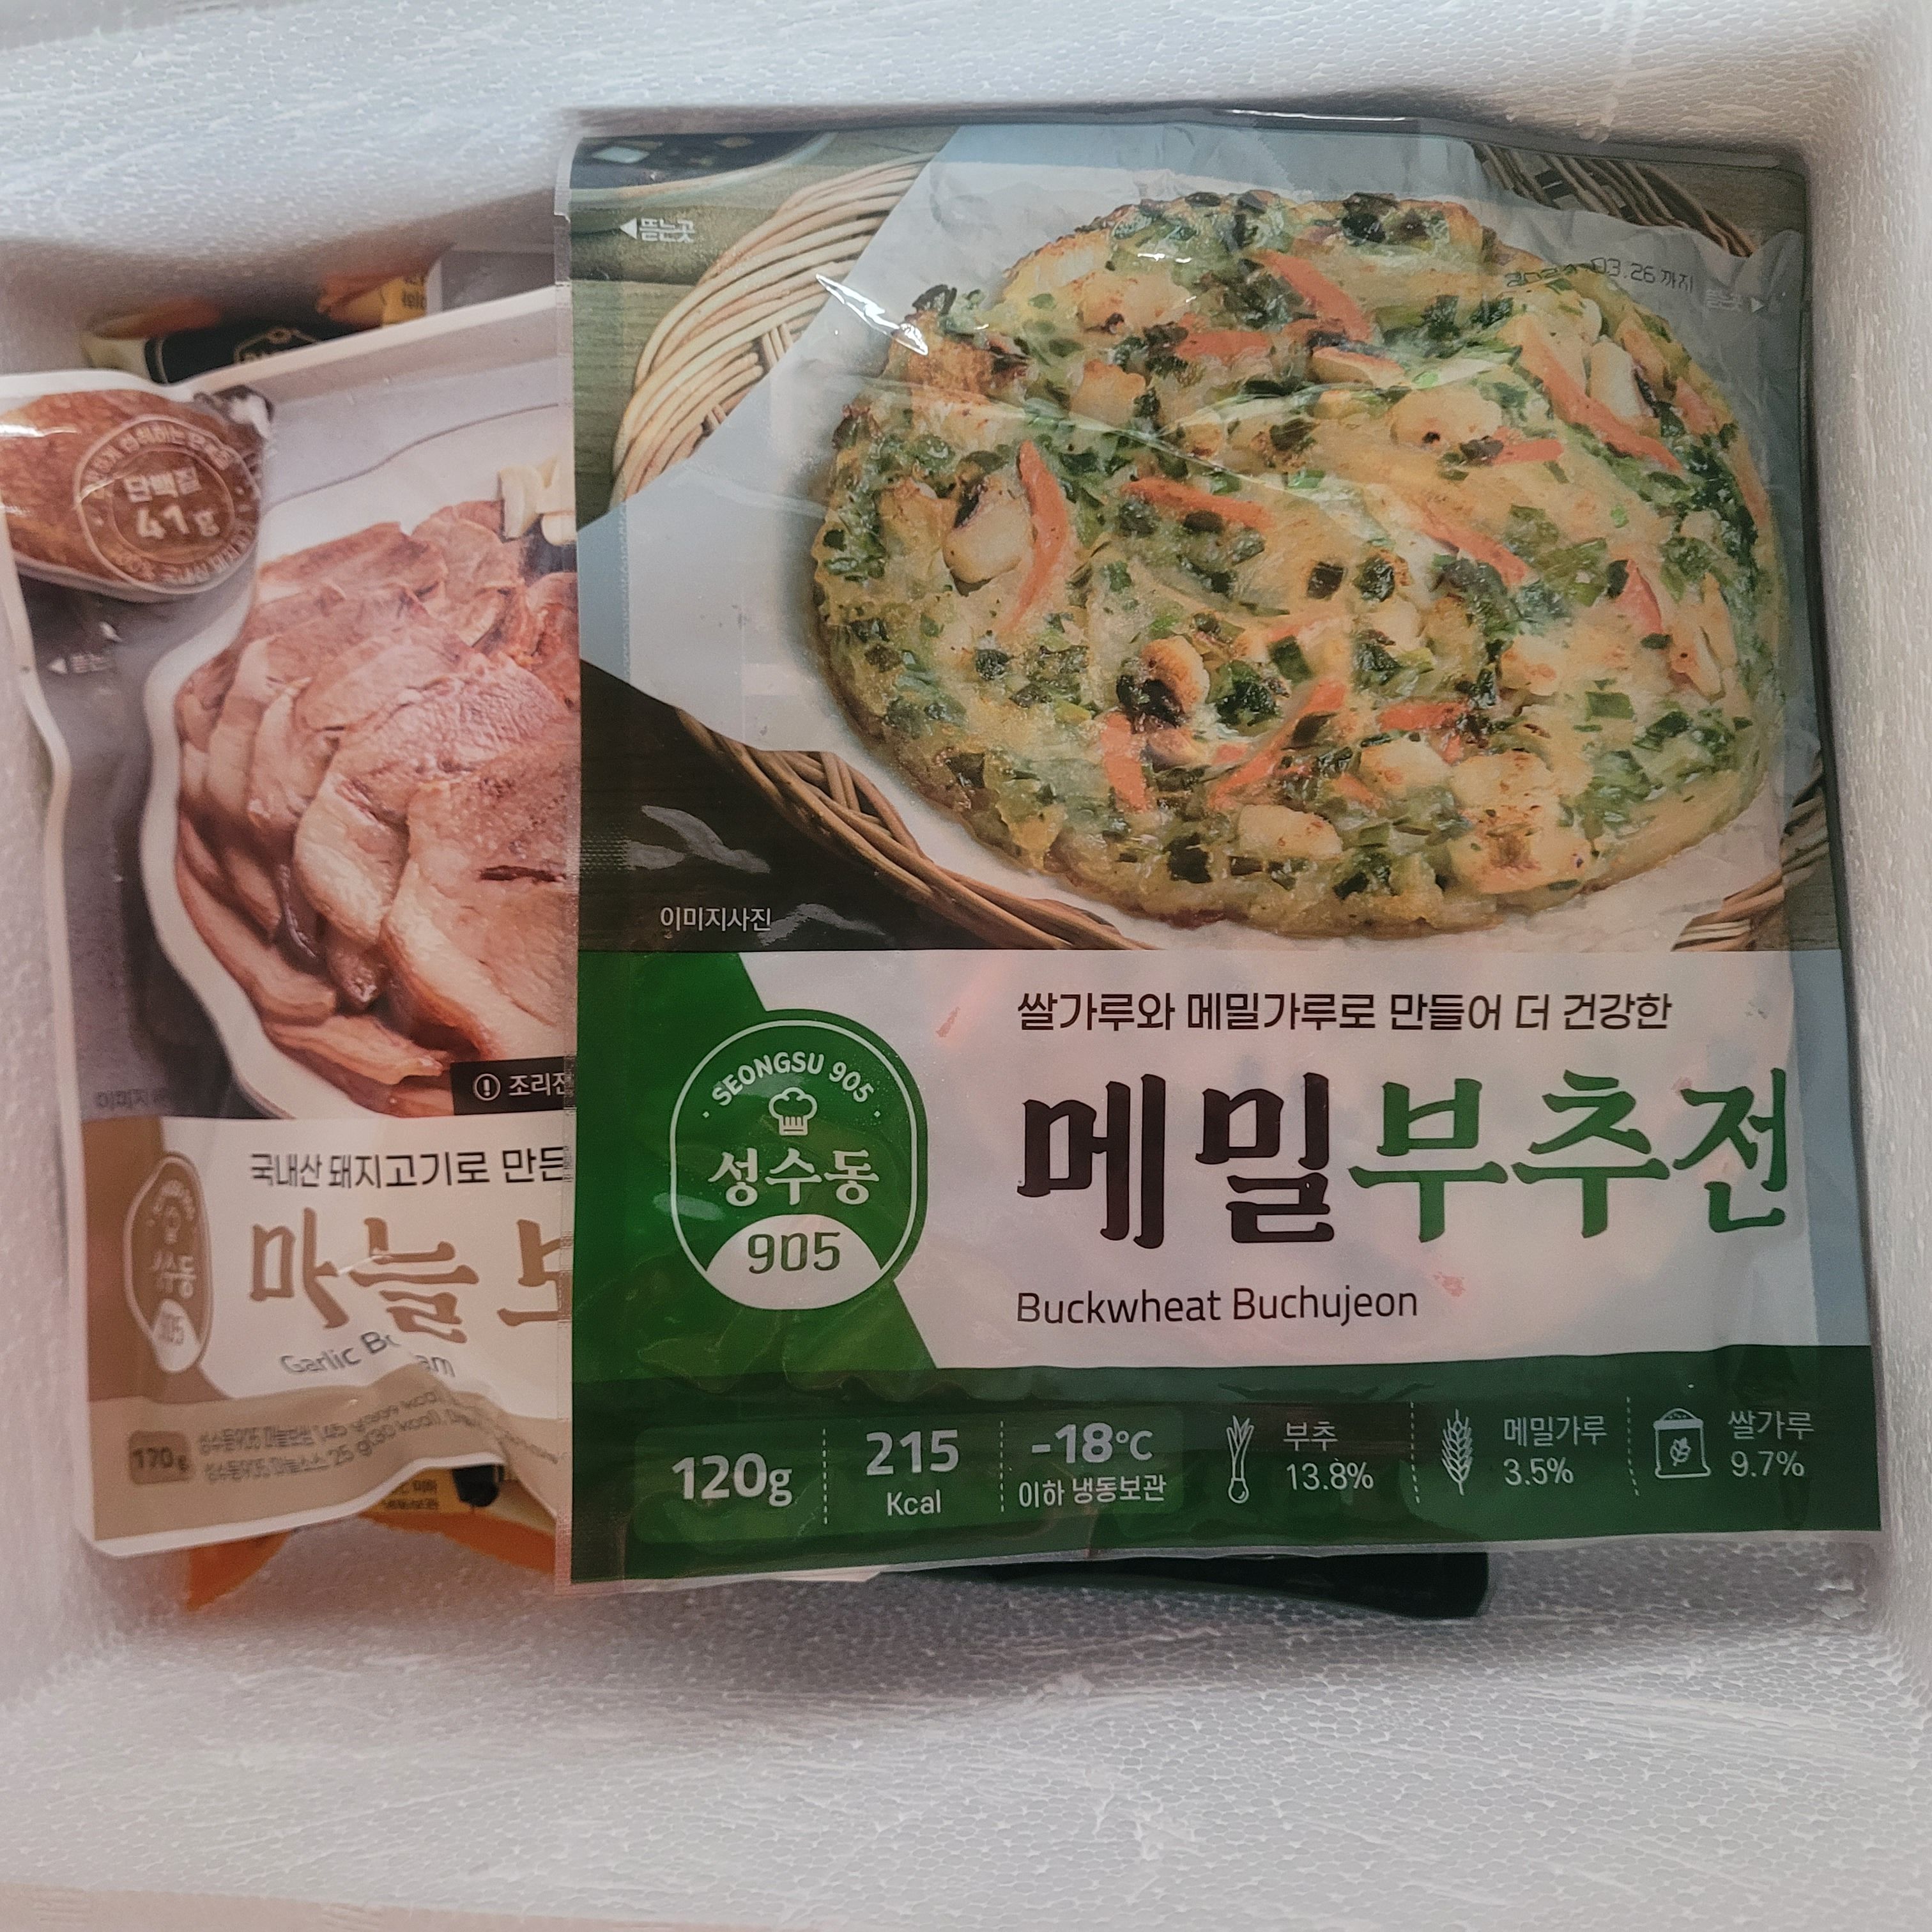 뜯는곳
03.26 까지
단백질
41g
이미지사진
쌀가루와 메밀가루로 만들어 더 건강한
메밀부추전
Buckwheat Buchujeon
SEONGSU 905
성수동
905
120g
215
Kcal
-18℃
이하 냉동보관
부추
13.8%
메밀가루
3.5%
쌀가루
9.7%
조리전
국내산 돼지고기로 만든
마늘
Garlic
수동
905
170g